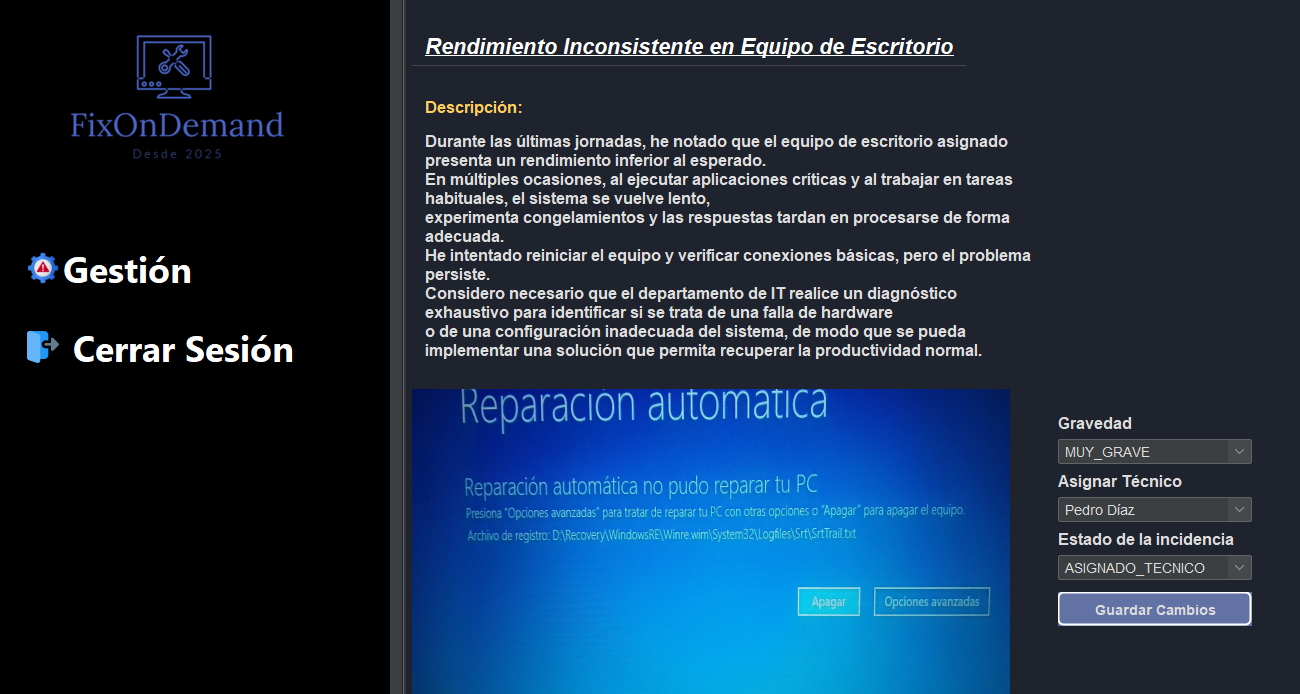 FixOnDemand
Desde 2025
Gestión
Cerrar Sesión
Rendimiento Inconsistente en Equipo de Escritorio
Descripción:
Durante las últimas jornadas, he notado que el equipo de escritorio asignado
presenta un rendimiento inferior al esperado.
En múltiples ocasiones, al ejecutar aplicaciones críticas y al trabajar en tareas
habituales, el sistema se vuelve lento,
experimenta congelamientos y las respuestas tardan en procesarse de forma
adecuada.
He intentado reiniciar el equipo y verificar conexiones básicas, pero el problema
persiste.
Considero necesario que el departamento de IT realice un diagnóstico
exhaustivo para identificar si se trata de una falla de hardware
o de una configuración inadecuada del sistema, de modo que se pueda
implementar una solución que permita recuperar la productividad normal.
Reparación automática
Reparación automática no pudo reparar tu PC
Presiona "Opciones avanzadas" para tratar de reparar tu PC con otras opciones o "Apagar" para apagar el equipo.
Archivo de registro: D:\Recovery\WindowsRE\Winre.wim\System32\Logfiles\Srt\SrtTrail.txt
Apagar
Opciones avanzadas
Gravedad
MUY_GRAVE
Asignar Técnico
Pedro Díaz
Estado de la incidencia
ASIGNADO_TECNICO
Guardar Cambios